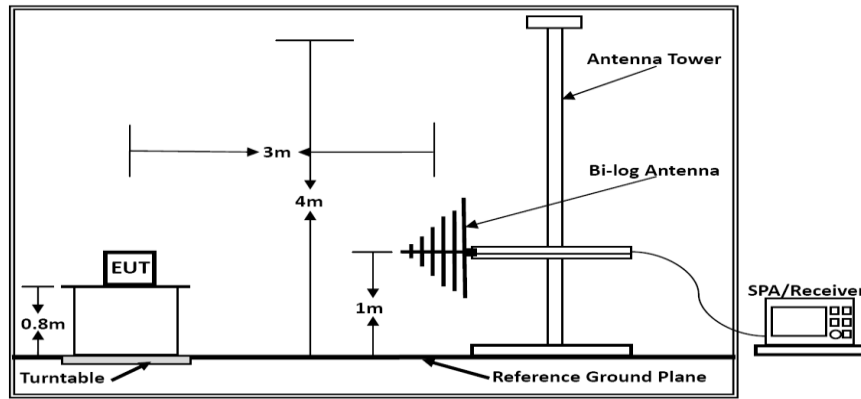 Antenna Tower
3m
Bi-log Antenna
4m
EUT
SPA/Receiver
0.8m
1m
Turntable
Reference Ground Plane